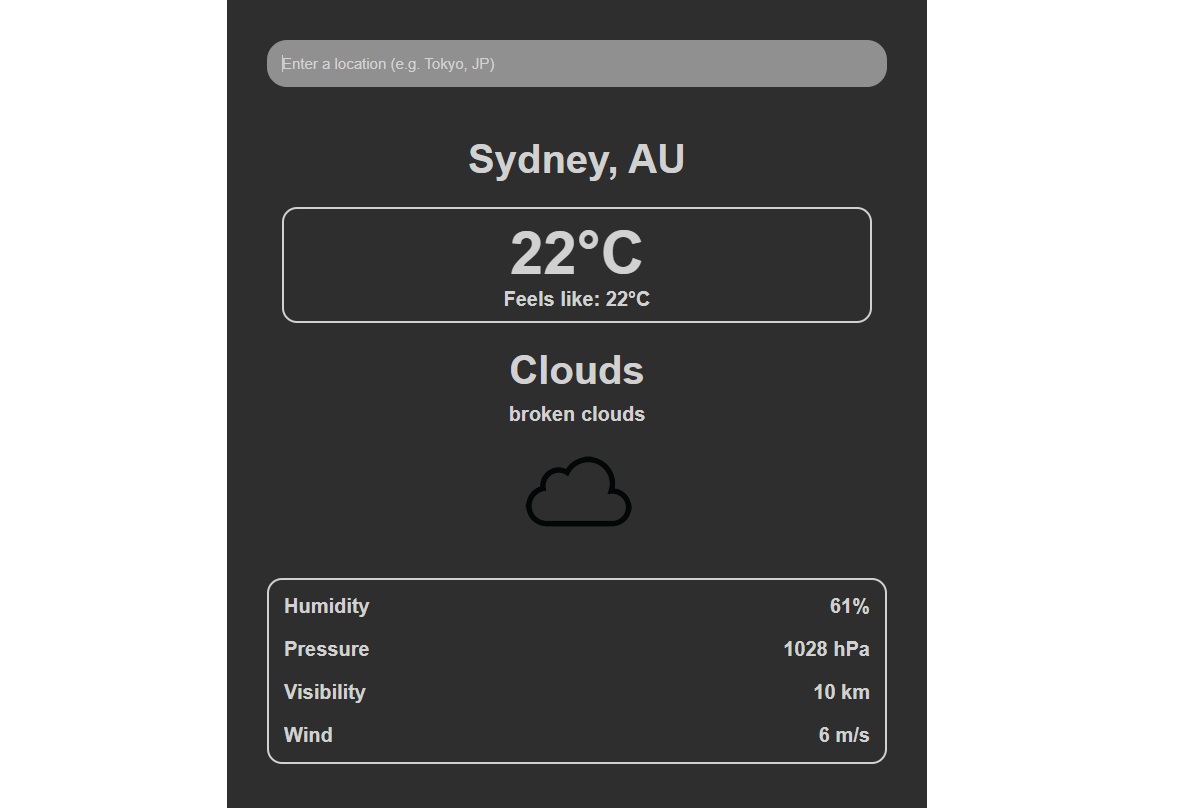 Enter a location (e.g. Tokyo, JP)
Sydney, AU
22°C
Feels like: 22°C
Clouds
broken clouds
Humidity 61%
Pressure 1028 hPa
Visibility 10 km
Wind 6 m/s